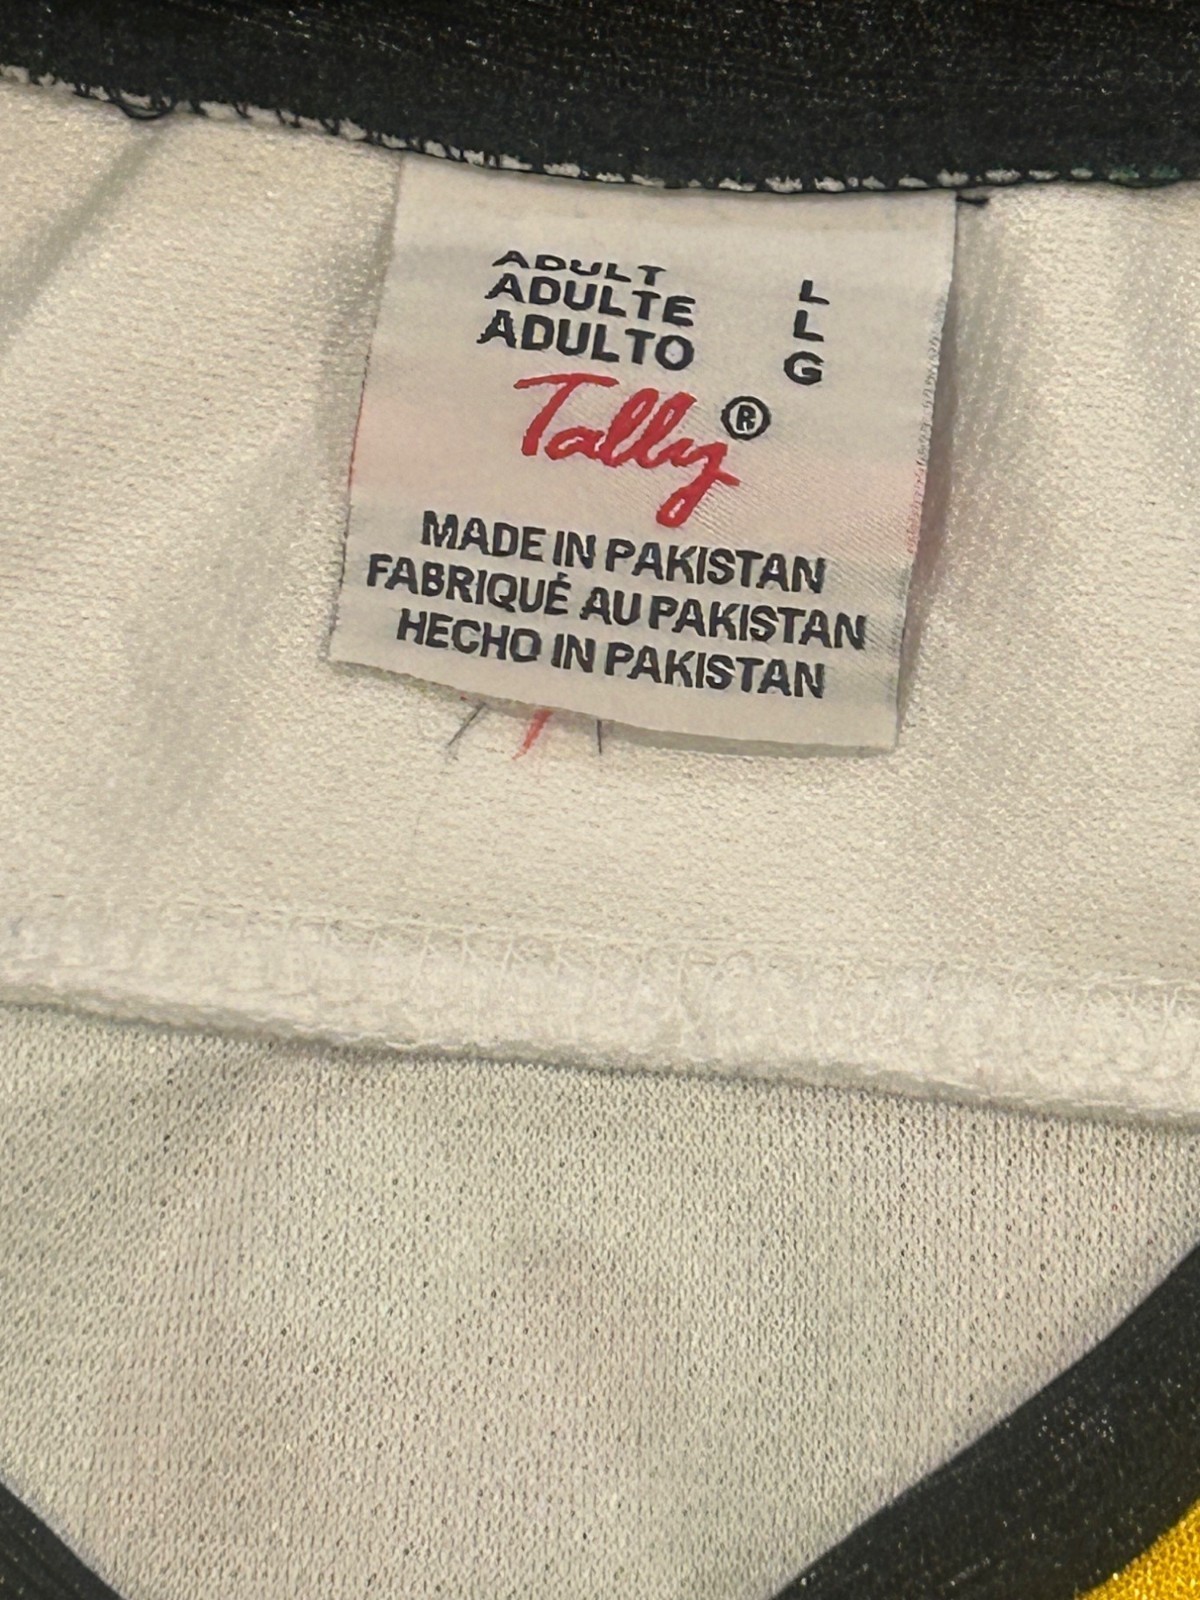 ADULT L
ADULTE L
ADULTO G
Tally®
MADE IN PAKISTAN
FABRIQUÉ AU PAKISTAN
HECHO IN PAKISTAN